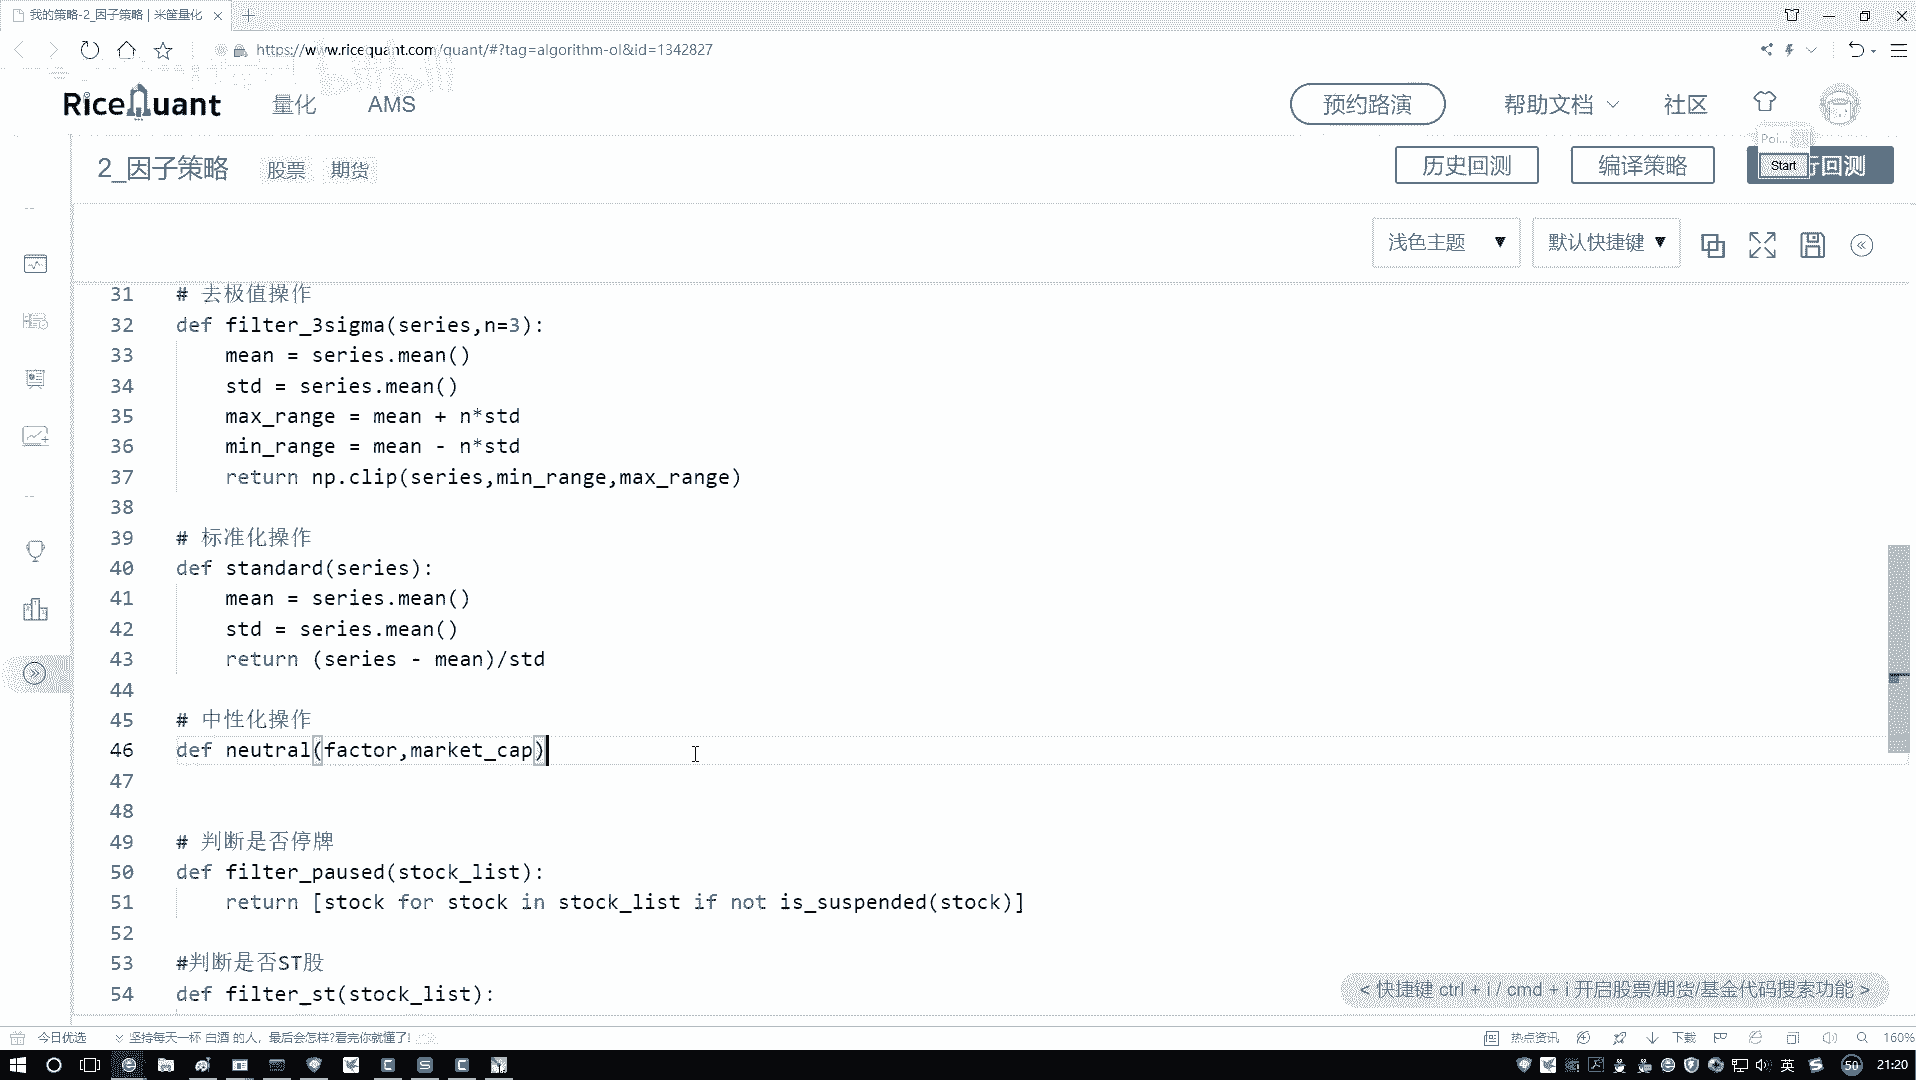 我的策略-2_因子策略 | 米筐量化
https://www.ricequant.com/quant/#?tag=algorithm-ol&id=1342827
RiceQuant 量化 AMS 预约路演 帮助文档 社区
Poi...
2_因子策略 股票 期货 历史回测 编译策略 Start 行回测
浅色主题 ▼ 默认快捷键 ▼
31 # 去极值操作
32 def filter_3sigma(series,n=3):
33 mean = series.mean()
34 std = series.mean()
35 max_range = mean + n*std
36 min_range = mean - n*std
37 return np.clip(series,min_range,max_range)
38
39 # 标准化操作
40 def standard(series):
41 mean = series.mean()
42 std = series.mean()
43 return (series - mean)/std
44
45 # 中性化操作
46 def neutral(factor,market_cap)
47
48
49 # 判断是否停牌
50 def filter_paused(stock_list):
51 return [stock for stock in stock_list if not is_suspended(stock)]
52
53 #判断是否ST股
54 def filter_st(stock_list):
< 快捷键 ctrl + i / cmd + i 开启股票/期货/基金代码搜索功能 >
今日优选 坚持每天一杯 白酒 的人，最后会怎样?看完你就懂了! 热点资讯 下载 160%
英 50 21:20